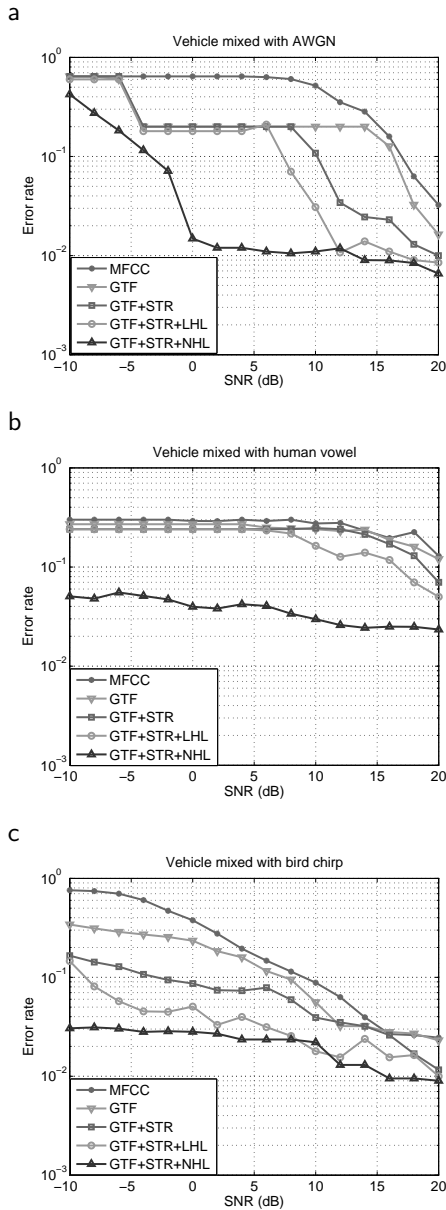 a
Vehicle mixed with AWGN
10^0
10^−1
10^−2
10^−3
Error rate
MFCC
GTF
GTF+STR
GTF+STR+LHL
GTF+STR+NHL
−10 −5 0 5 10 15 20
SNR (dB)
b
Vehicle mixed with human vowel
10^0
10^−1
10^−2
10^−3
Error rate
MFCC
GTF
GTF+STR
GTF+STR+LHL
GTF+STR+NHL
−10 −5 0 5 10 15 20
SNR (dB)
c
Vehicle mixed with bird chirp
10^0
10^−1
10^−2
10^−3
Error rate
MFCC
GTF
GTF+STR
GTF+STR+LHL
GTF+STR+NHL
−10 −5 0 5 10 15 20
SNR (dB)